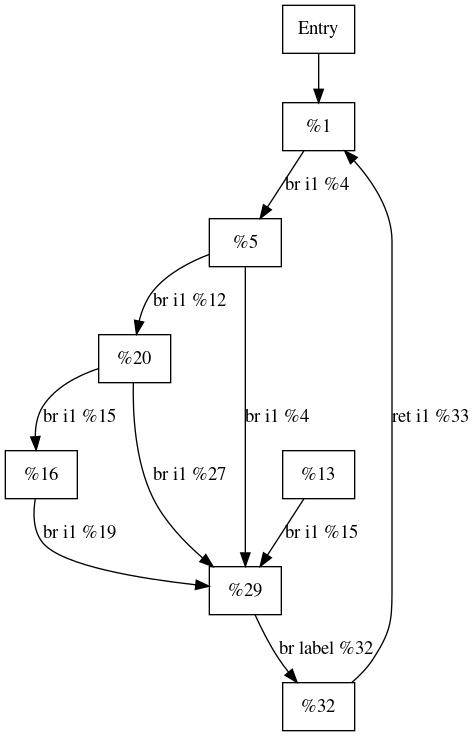 Entry
%1
br i1 %4
%5
br i1 %12
%20
br i1 %15
br i1 %4
ret i1 %33
%16
br i1 %27
%13
br i1 %19
br i1 %15
%29
br label %32
%32